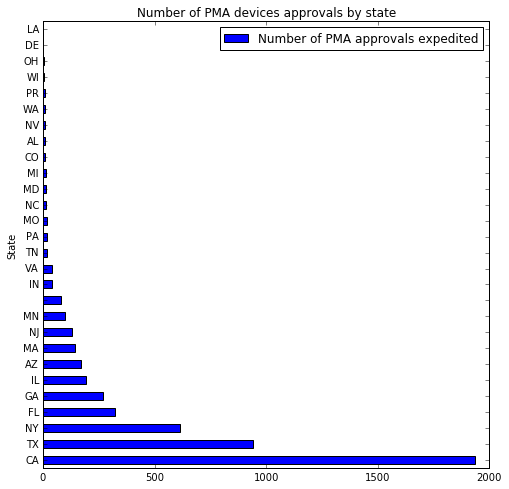 Number of PMA devices approvals by state
Number of PMA approvals expedited
State
LA
DE
OH
WI
PR
WA
NV
AL
CO
MI
MD
NC
MO
PA
TN
VA
IN
MN
NJ
MA
AZ
IL
GA
FL
NY
TX
CA
0 500 1000 1500 2000